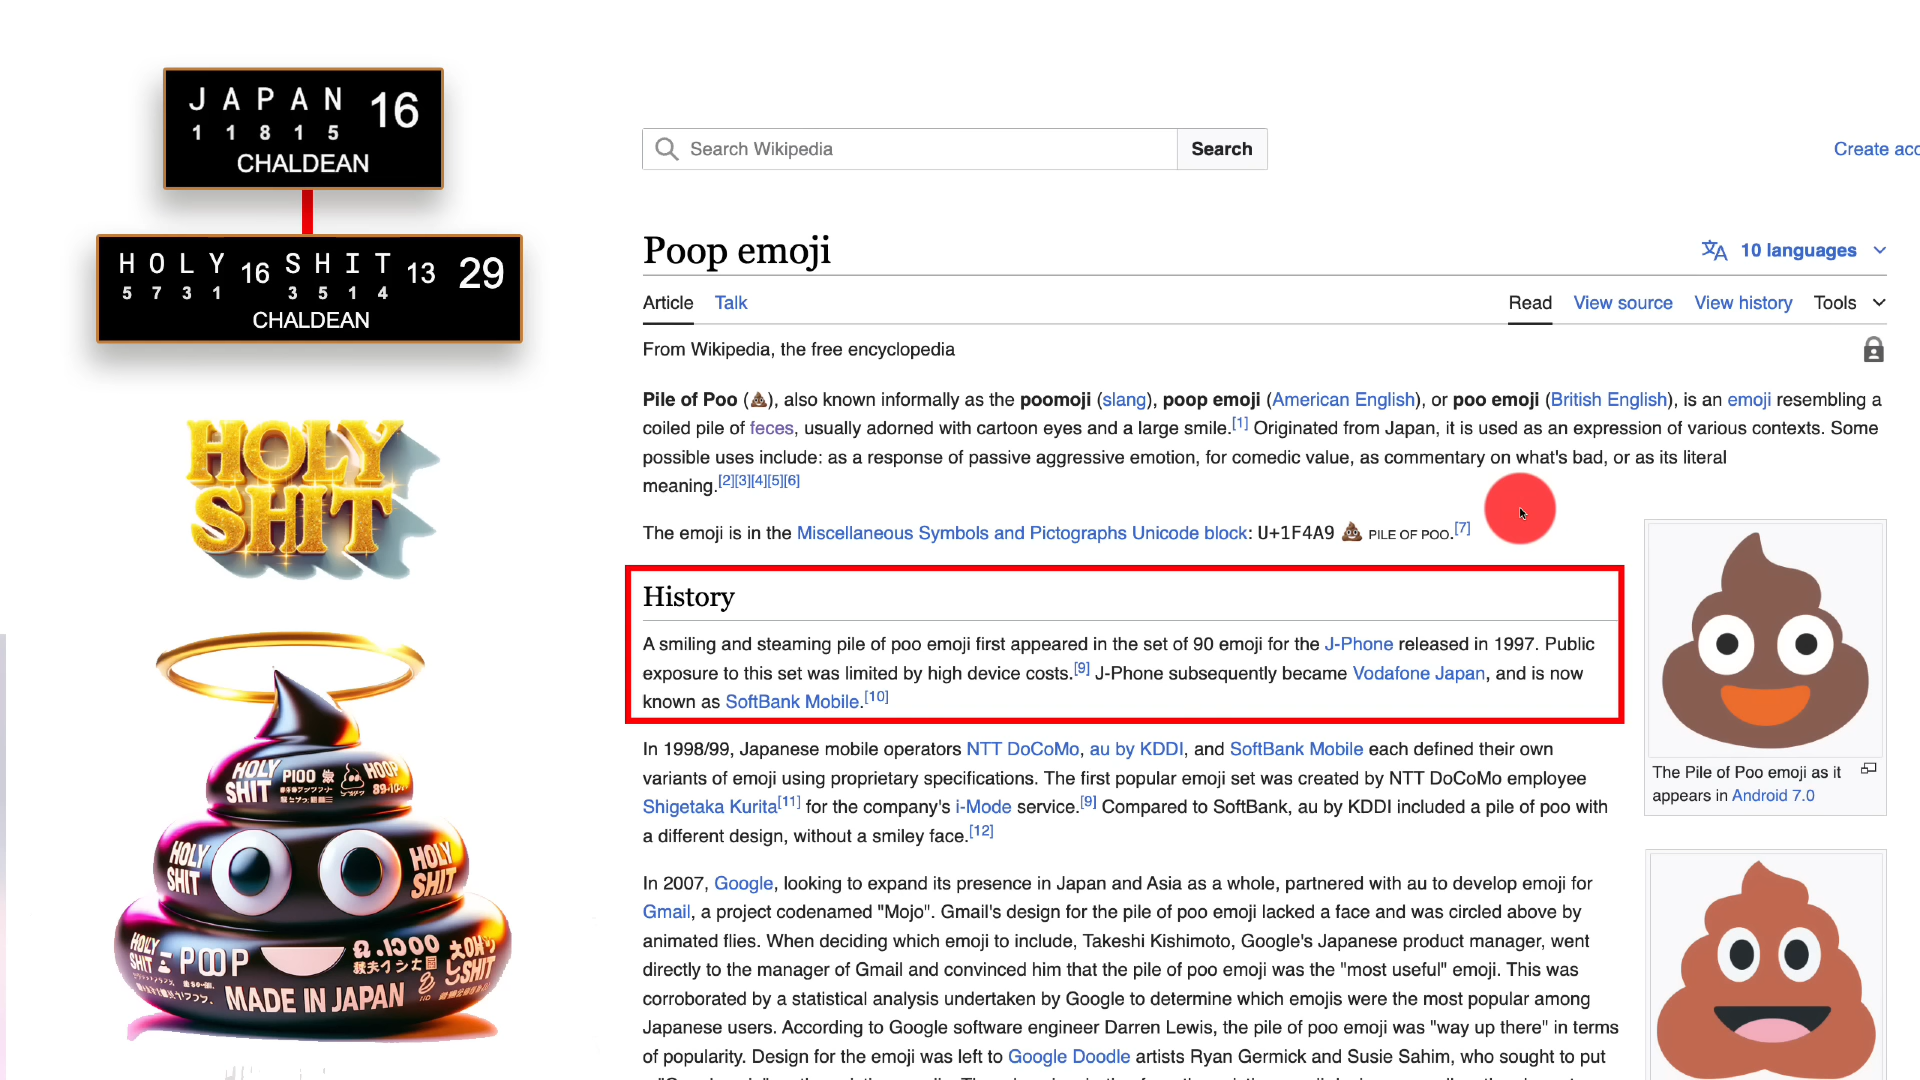 J A P A N 16
1 1 8 1 5
CHALDEAN
H O L Y 16 S H I T 13 29
5 7 3 1 3 5 1 4
CHALDEAN
HOLY
SHIT
HOLY
SHIT
HOLY
SHIT
HOLY
SHIT
HOLY
SHIT
POOP
SHIT
MADE IN JAPAN
Search Wikipedia
Search
Create acc
Poop emoji
10 languages
Article Talk Read View source View history Tools
From Wikipedia, the free encyclopedia
Pile of Poo (💩), also known informally as the poomoji (slang), poop emoji (American English), or poo emoji (British English), is an emoji resembling a
coiled pile of feces, usually adorned with cartoon eyes and a large smile.[1] Originated from Japan, it is used as an expression of various contexts. Some
possible uses include: as a response of passive aggressive emotion, for comedic value, as commentary on what's bad, or as its literal
meaning.[2][3][4][5][6]
The emoji is in the Miscellaneous Symbols and Pictographs Unicode block: U+1F4A9 💩 PILE OF POO.[7]
History
A smiling and steaming pile of poo emoji first appeared in the set of 90 emoji for the J-Phone released in 1997. Public
exposure to this set was limited by high device costs.[9] J-Phone subsequently became Vodafone Japan, and is now
known as SoftBank Mobile.[10]
In 1998/99, Japanese mobile operators NTT DoCoMo, au by KDDI, and SoftBank Mobile each defined their own
variants of emoji using proprietary specifications. The first popular emoji set was created by NTT DoCoMo employee
Shigetaka Kurita[11] for the company's i-Mode service.[9] Compared to SoftBank, au by KDDI included a pile of poo with
a different design, without a smiley face.[12]
In 2007, Google, looking to expand its presence in Japan and Asia as a whole, partnered with au to develop emoji for
Gmail, a project codenamed "Mojo". Gmail's design for the pile of poo emoji lacked a face and was circled above by
animated flies. When deciding which emoji to include, Takeshi Kishimoto, Google's Japanese product manager, went
directly to the manager of Gmail and convinced him that the pile of poo emoji was the "most useful" emoji. This was
corroborated by a statistical analysis undertaken by Google to determine which emojis were the most popular among
Japanese users. According to Google software engineer Darren Lewis, the pile of poo emoji was "way up there" in terms
of popularity. Design for the emoji was left to Google Doodle artists Ryan Germick and Susie Sahim, who sought to put
The Pile of Poo emoji as it
appears in Android 7.0